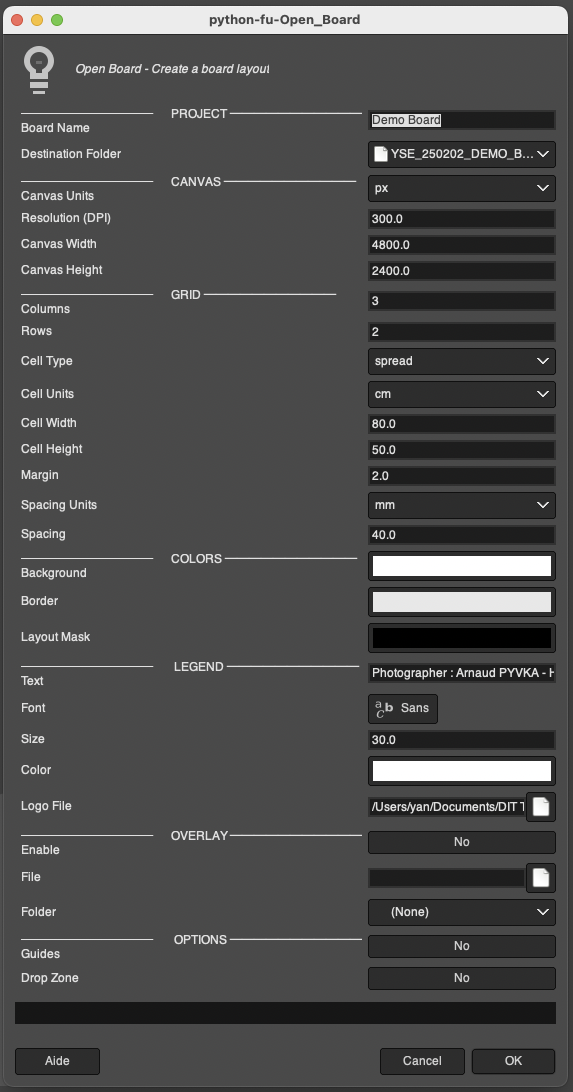 python-fu-Open_Board
Open Board - Create a board layout
PROJECT
Board Name
Demo Board
Destination Folder
YSE_250202_DEMO_B...
CANVAS
Canvas Units
px
Resolution (DPI)
300.0
Canvas Width
4800.0
Canvas Height
2400.0
GRID
Columns
3
Rows
2
Cell Type
spread
Cell Units
cm
Cell Width
80.0
Cell Height
50.0
Margin
2.0
Spacing Units
mm
Spacing
40.0
COLORS
Background
Border
Layout Mask
LEGEND
Text
Photographer : Arnaud PYVKA - H
Font
Sans
Size
30.0
Color
Logo File
/Users/yan/Documents/DIT T
OVERLAY
Enable
No
File
Folder
(None)
OPTIONS
Guides
No
Drop Zone
No
Aide
Cancel
OK